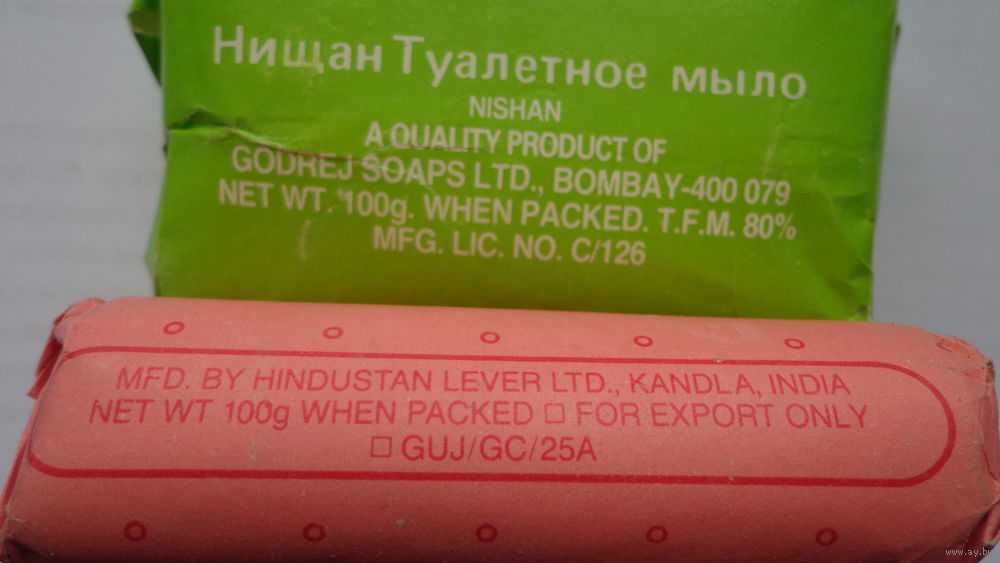 Нищан Туалетное мыло
NISHAN
A QUALITY PRODUCT OF
GODREJ SOAPS LTD., BOMBAY-400 079
NET WT. 100g. WHEN PACKED. T.F.M. 80%
MFG. LIC. NO. C/126
MFD. BY HINDUSTAN LEVER LTD., KANDLA, INDIA
NET WT 100g WHEN PACKED □ FOR EXPORT ONLY
□ GUJ/GC/25A
www.ay.by